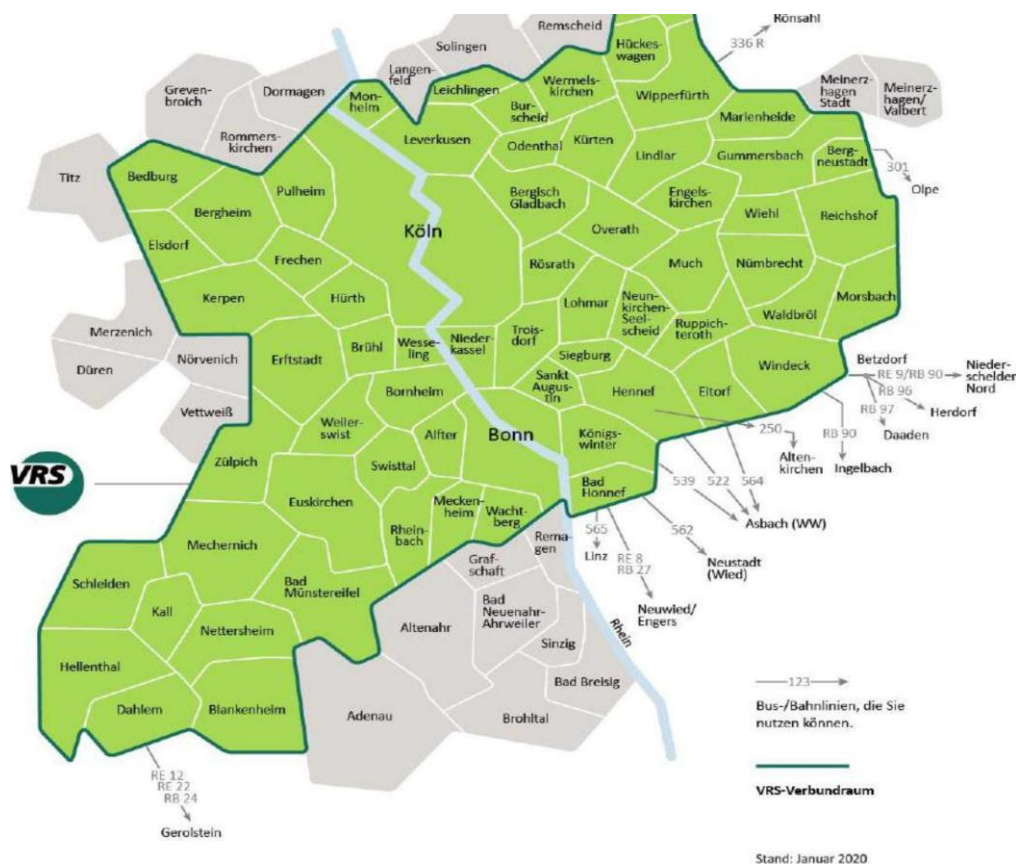 Rönsahl
336 R
Remscheid
Solingen
Hückes-
wagen
Langen-
feld
Greven-
broich
Dormagen
Mon-
heim
Leichlingen
Wermels-
kirchen
Wipperfürth
Meinerz-
hagen
Stadt
Meinerz-
hagen/
Valbert
Bur-
scheid
Marienheide
Rommers-
kirchen
Leverkusen
Odenthal
Kürten
Lindlar
Gummersbach
Berg-
neustadt
301
Olpe
Titz
Bedburg
Pulheim
Bergheim
Bergisch
Gladbach
Engels-
kirchen
Wiehl
Reichshof
Elsdorf
Köln
Overath
Frechen
Rösrath
Much
Nümbrecht
Kerpen
Hürth
Lohmar
Neun-
kirchen-
Seel-
scheid
Morsbach
Merzenich
Nörvenich
Erftstadt
Brühl
Wesse-
ling
Nieder-
kassel
Trois-
dorf
Ruppich-
teroth
Waldbröl
Düren
Siegburg
Windeck
Betzdorf
RE 9/RB 90
Nieder-
schelden
Nord
Vettweiß
Bornheim
Sankt
Augus-
tin
Hennef
Eitorf
RB 96
Herdorf
RB 97
Daaden
Weiler-
swist
Alfter
Bonn
Königs-
winter
250
Alten-
kirchen
RB 90
Ingelbach
VRS
Zülpich
Swisttal
Euskirchen
Bad
Honnef
539
522
564
Asbach (WW)
Mecken-
heim
Wacht-
berg
Rhein-
bach
565
Linz
562
Neustadt
(Wied)
Mechernich
Rema-
gen
RE 8
RB 27
Neuwied/
Engers
Graf-
schaft
Schleiden
Kall
Bad
Münstereifel
Bad
Neuenahr-
Ahrweiler
Altenahr
Nettersheim
Rhein
Sinzig
Hellenthal
Bad Breisig
Dahlem
Blankenheim
Adenau
Brohltal
123
Bus-/Bahnlinien, die Sie
nutzen können.
RE 12
RE 22
RB 24
Gerolstein
VRS-Verbundraum
Stand: Januar 2020